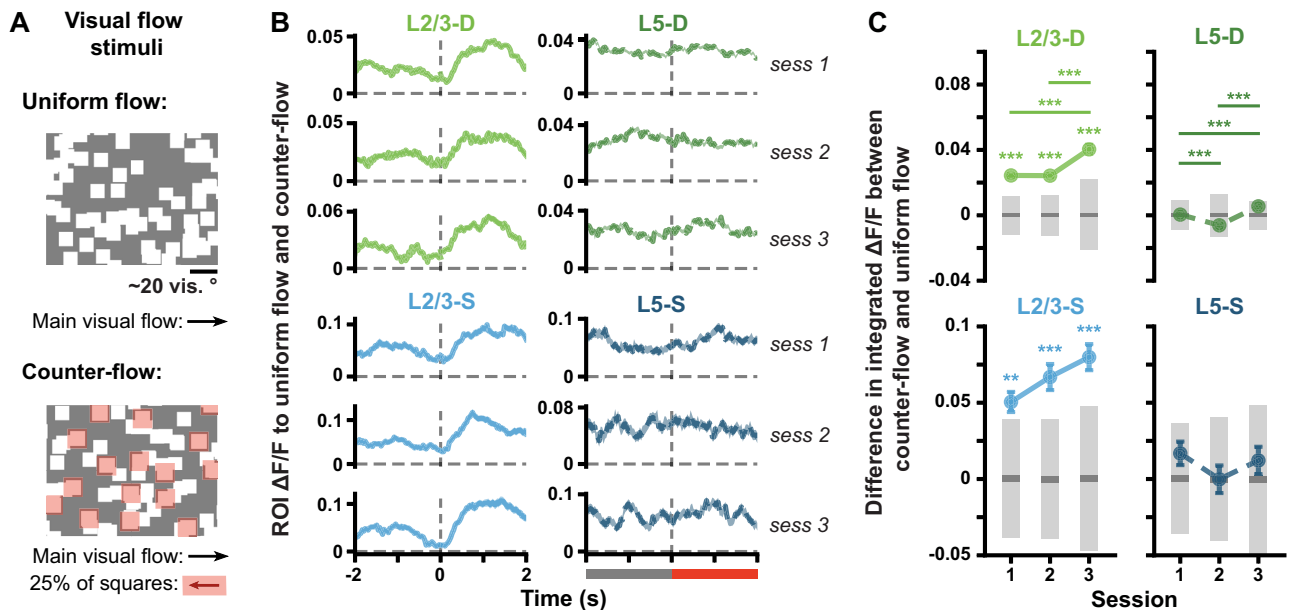 A
Visual flow
stimuli
Uniform flow:
~20 vis. °
Main visual flow:
Counter-flow:
Main visual flow:
25% of squares:
B
ROI ΔF/F to uniform flow and counter-flow
L2/3-D
L5-D
0.05
0
0.04
0
sess 1
0.05
0
0.04
0
sess 2
0.06
0
0.04
0
sess 3
L2/3-S
L5-S
0.1
0
0.1
0
sess 1
0.1
0
0.08
0
sess 2
0.1
0
0.1
0
sess 3
-2
0
2
Time (s)
C
Difference in integrated ΔF/F between
counter-flow and uniform flow
L2/3-D
L5-D
0.08
0.04
0
-0.04
***
***
***
*** ***
***
***
***
L2/3-S
L5-S
0.1
0.05
0
-0.05
** *** ***
1 2 3
1 2 3
Session